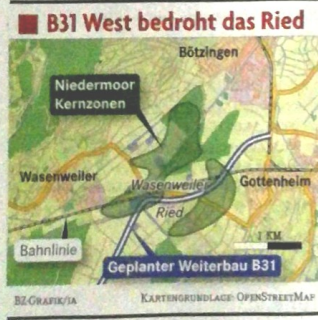 B31 West bedroht das Ried
Bötzingen
Niedermoor
Kernzonen
Wasenweiler
Wasenweiler
Gottenheim
Ried
1 KM
Bahnlinie
Geplanter Weiterbau B31
BZ-GRAFIK/JA KARTENGRUNDLAGE: OPENSTREETMAP